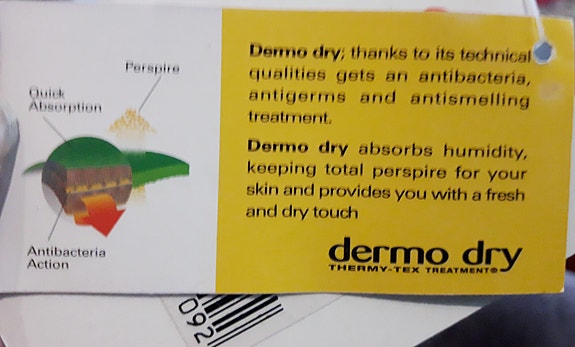 Perspire
Quick
Absorption
Antibacteria
Action
Dermo dry; thanks to its technical
qualities gets an antibacteria,
antigerms and antismelling
treatment.
Dermo dry absorbs humidity,
keeping total perspire for your
skin and provides you with a fresh
and dry touch
dermo dry
THERMY-TEX TREATMENT®
092